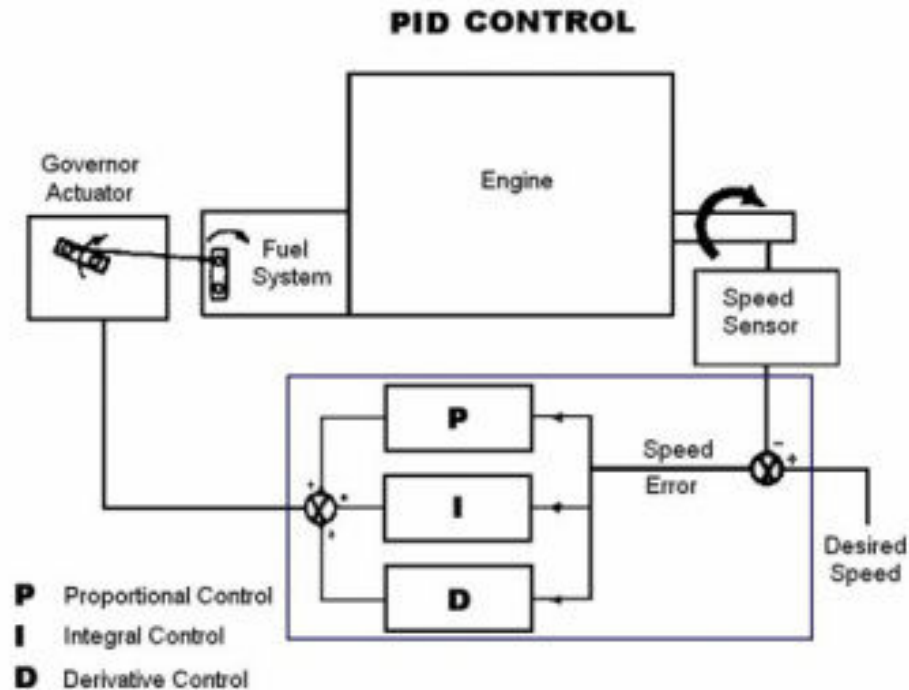 PID CONTROL
Governor
Actuator
Engine
Fuel
System
Speed
Sensor
P
Speed
Error
I
Desired
Speed
D
P Proportional Control
I Integral Control
D Derivative Control